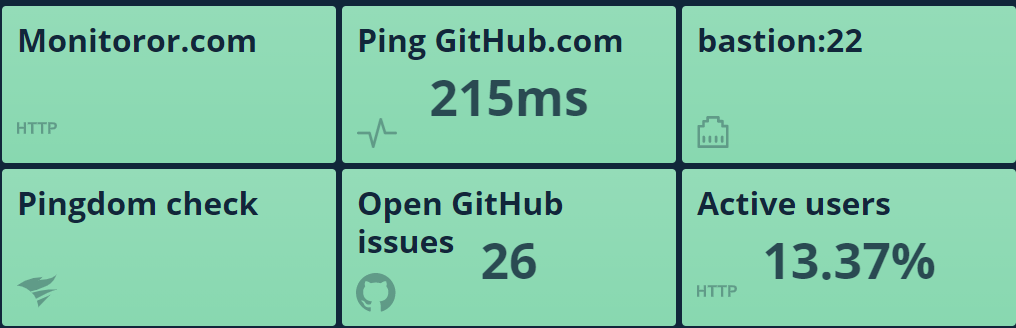 Monitoror.com
HTTP
Ping GitHub.com
215ms
bastion:22
Pingdom check
Open GitHub
issues
26
Active users
13.37%
HTTP